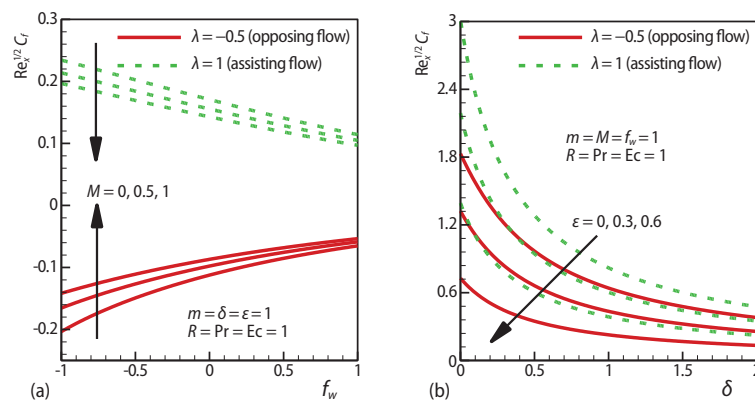 Re_x^{1/2} C_f
0.3
0.2
0.1
0
-0.1
-0.2
λ = −0.5 (opposing flow)
λ = 1 (assisting flow)
M = 0, 0.5, 1
m = δ = ε = 1
R = Pr = Ec = 1
-1 -0.5 0 0.5 1
(a) f_w
Re_x^{1/2} C_f
3
2.4
1.8
1.2
0.6
0
λ = −0.5 (opposing flow)
λ = 1 (assisting flow)
m = M = f_w = 1
R = Pr = Ec = 1
ε = 0, 0.3, 0.6
0 0.5 1 1.5 2
(b) δ